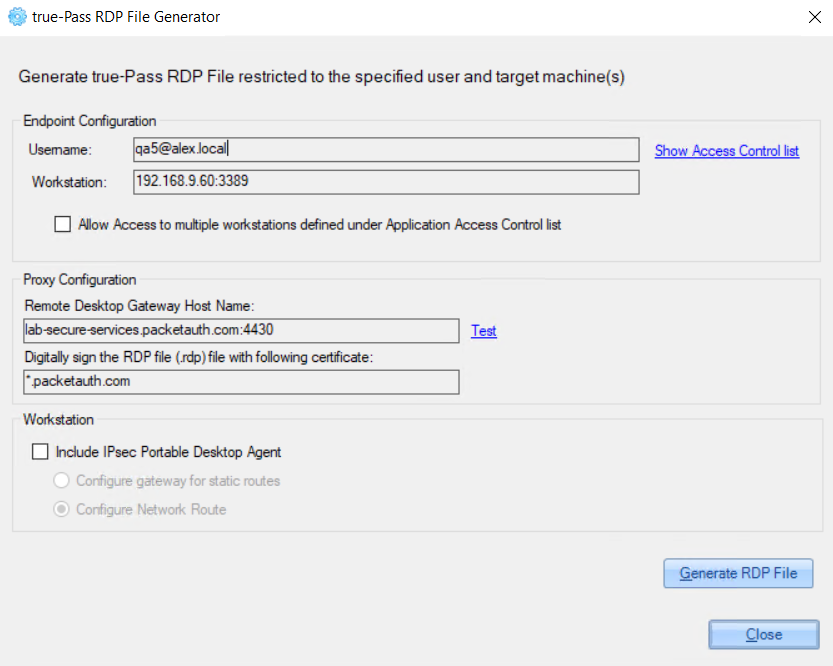 true-Pass RDP File Generator
Generate true-Pass RDP File restricted to the specified user and target machine(s)
Endpoint Configuration
Username: qa5@alex.local Show Access Control list
Workstation: 192.168.9.60:3389
Allow Access to multiple workstations defined under Application Access Control list
Proxy Configuration
Remote Desktop Gateway Host Name:
lab-secure-services.packetauth.com:4430 Test
Digitally sign the RDP file (.rdp) file with following certificate:
*.packetauth.com
Workstation
Include IPsec Portable Desktop Agent
Configure gateway for static routes
Configure Network Route
Generate RDP File
Close